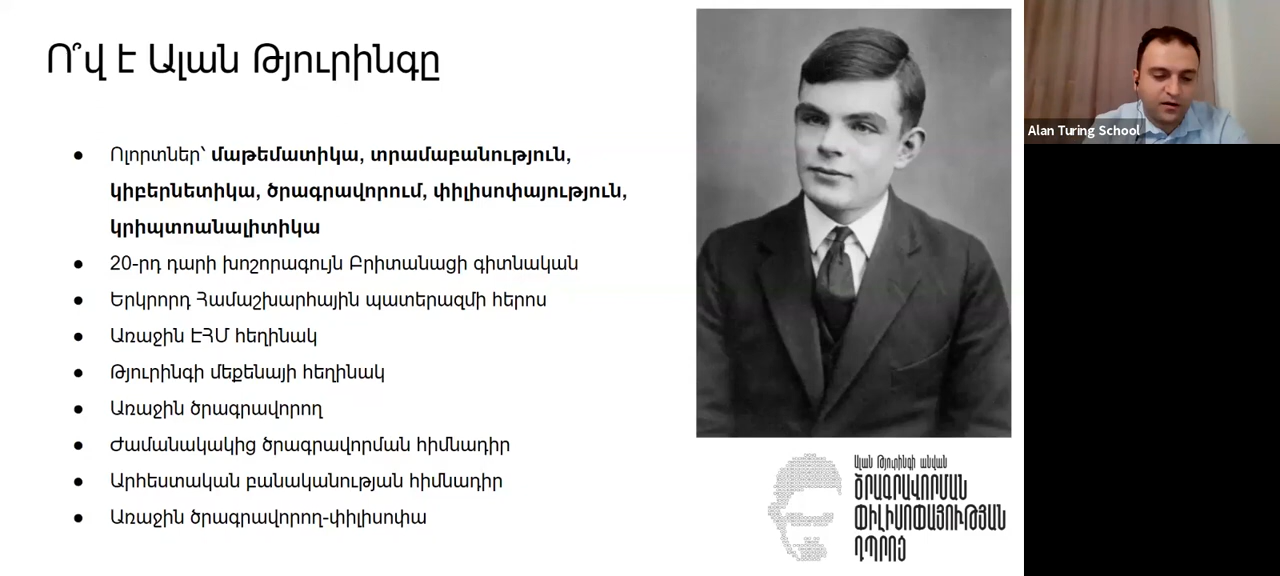 Ո՞վ է Ալան Թյուրինգը
Ոլորտներ՝ մաթեմատիկա, տրամաբանություն,
կիբերնետիկա, ծրագրավորում, փիլիսոփայություն,
կրիպտոանալիտիկա
20-րդ դարի խոշորագույն Բրիտանացի գիտնական
Երկրորդ Համաշխարհային պատերազմի հերոս
Առաջին ԷՀՄ հեղինակ
Թյուրինգի մեքենայի հեղինակ
Առաջին ծրագրավորող
Ժամանակակից ծրագրավորման հիմնադիր
Արհեստական բանականության հիմնադիր
Առաջին ծրագրավորող-փիլիսոփա
Ալան Թյուրինգի անվան
ԾՐԱԳՐԱՎՈՐՄԱՆ
ՓԻԼԻՍՈՓԱՅՈՒԹՅԱՆ
ԴՊՐՈՑ
Alan Turing School